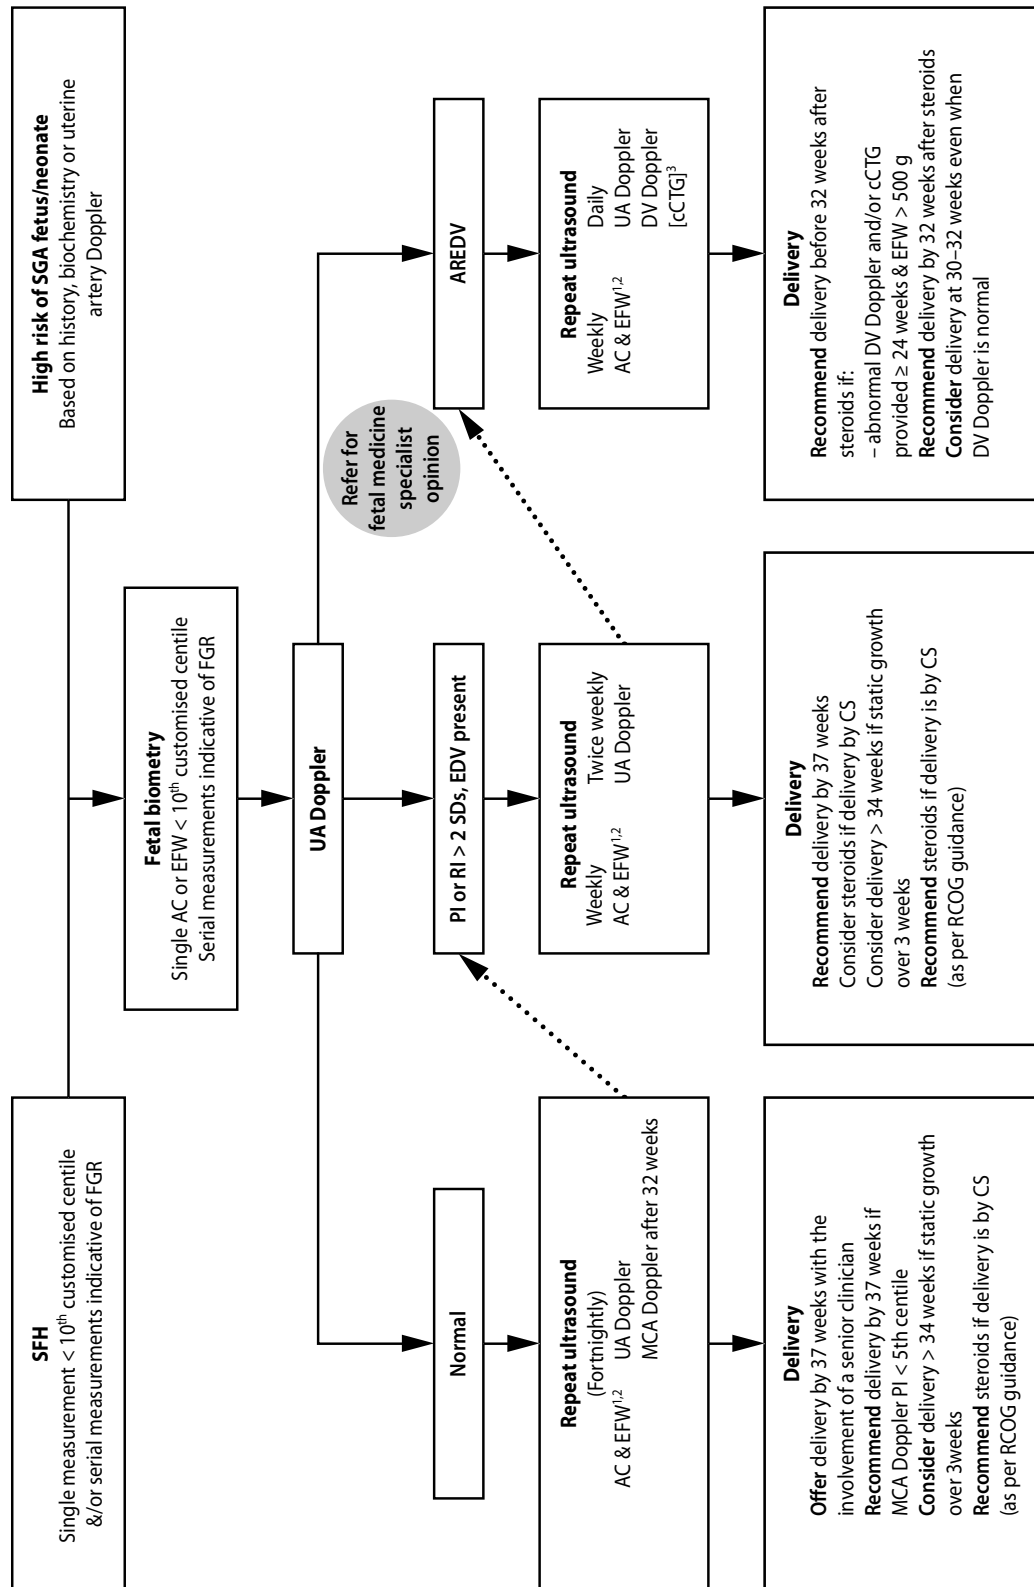 SFH
Single measurement < 10th customised centile
&/or serial measurements indicative of FGR
High risk of SGA fetus/neonate
Based on history, biochemistry or uterine
artery Doppler
Fetal biometry
Single AC or EFW < 10th customised centile
Serial measurements indicative of FGR
UA Doppler
Normal
PI or RI > 2 SDs, EDV present
Refer for
fetal medicine
specialist
opinion
AREDV
Repeat ultrasound
(Fortnightly)
AC & EFW1,2 UA Doppler
MCA Doppler after 32 weeks
Repeat ultrasound
Weekly Twice weekly
AC & EFW1,2 UA Doppler
Repeat ultrasound
Weekly Daily
AC & EFW1,2 UA Doppler
DV Doppler
[cCTG]3
Delivery
Offer delivery by 37 weeks with the
involvement of a senior clinician
Recommend delivery by 37 weeks if
MCA Doppler PI < 5th centile
Consider delivery > 34 weeks if static growth
over 3weeks
Recommend steroids if delivery is by CS
(as per RCOG guidance)
Delivery
Recommend delivery by 37 weeks
Consider steroids if delivery by CS
Consider delivery > 34 weeks if static growth
over 3 weeks
Recommend steroids if delivery is by CS
(as per RCOG guidance)
Delivery
Recommend delivery before 32 weeks after
steroids if:
– abnormal DV Doppler and/or cCTG
provided ≥ 24 weeks & EFW > 500 g
Recommend delivery by 32 weeks after steroids
Consider delivery at 30–32 weeks even when
DV Doppler is normal